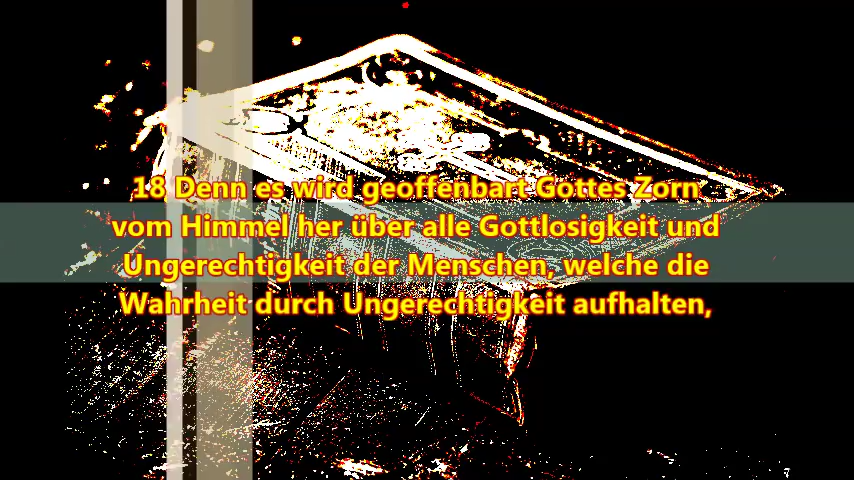 18 Denn es wird geoffenbart Gottes Zorn
vom Himmel her über alle Gottlosigkeit und
Ungerechtigkeit der Menschen, welche die
Wahrheit durch Ungerechtigkeit aufhalten,